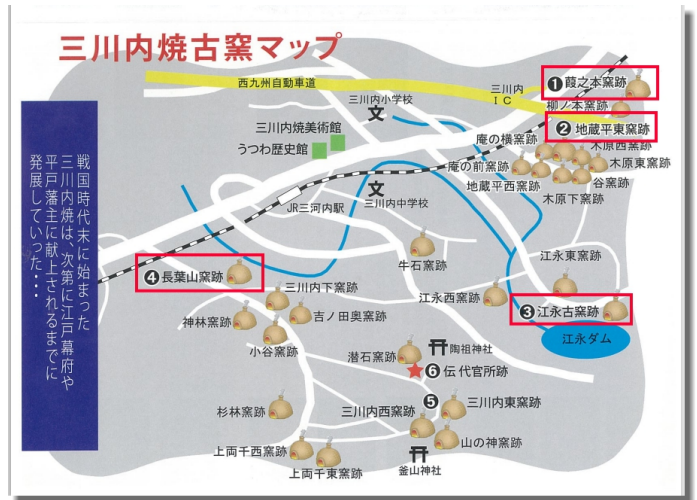 三川内焼古窯マップ
戦国時代末に始まった
三川内焼は、次第に江戸幕府や
平戸藩主に献上されるまでに
発展していった・・・
西九州自動車道
三川内
IC
❶葭之本窯跡
柳ノ本窯跡
❷地蔵平東窯跡
三川内小学校
文
三川内焼美術館
うつわ歴史館
庵の横窯跡
木原西窯跡
庵の前窯跡
木原東窯跡
地蔵平西窯跡
谷窯跡
木原下窯跡
文
三川内中学校
JR三河内駅
牛石窯跡
江永東窯跡
❹長葉山窯跡
三川内下窯跡
江永西窯跡
❸江永古窯跡
吉ノ田奥窯跡
神林窯跡
江永ダム
小谷窯跡
潜石窯跡
陶祖神社
❻伝代官所跡
杉林窯跡
❺
三川内東窯跡
三川内西窯跡
山の神窯跡
上両千西窯跡
上両千東窯跡
釜山神社